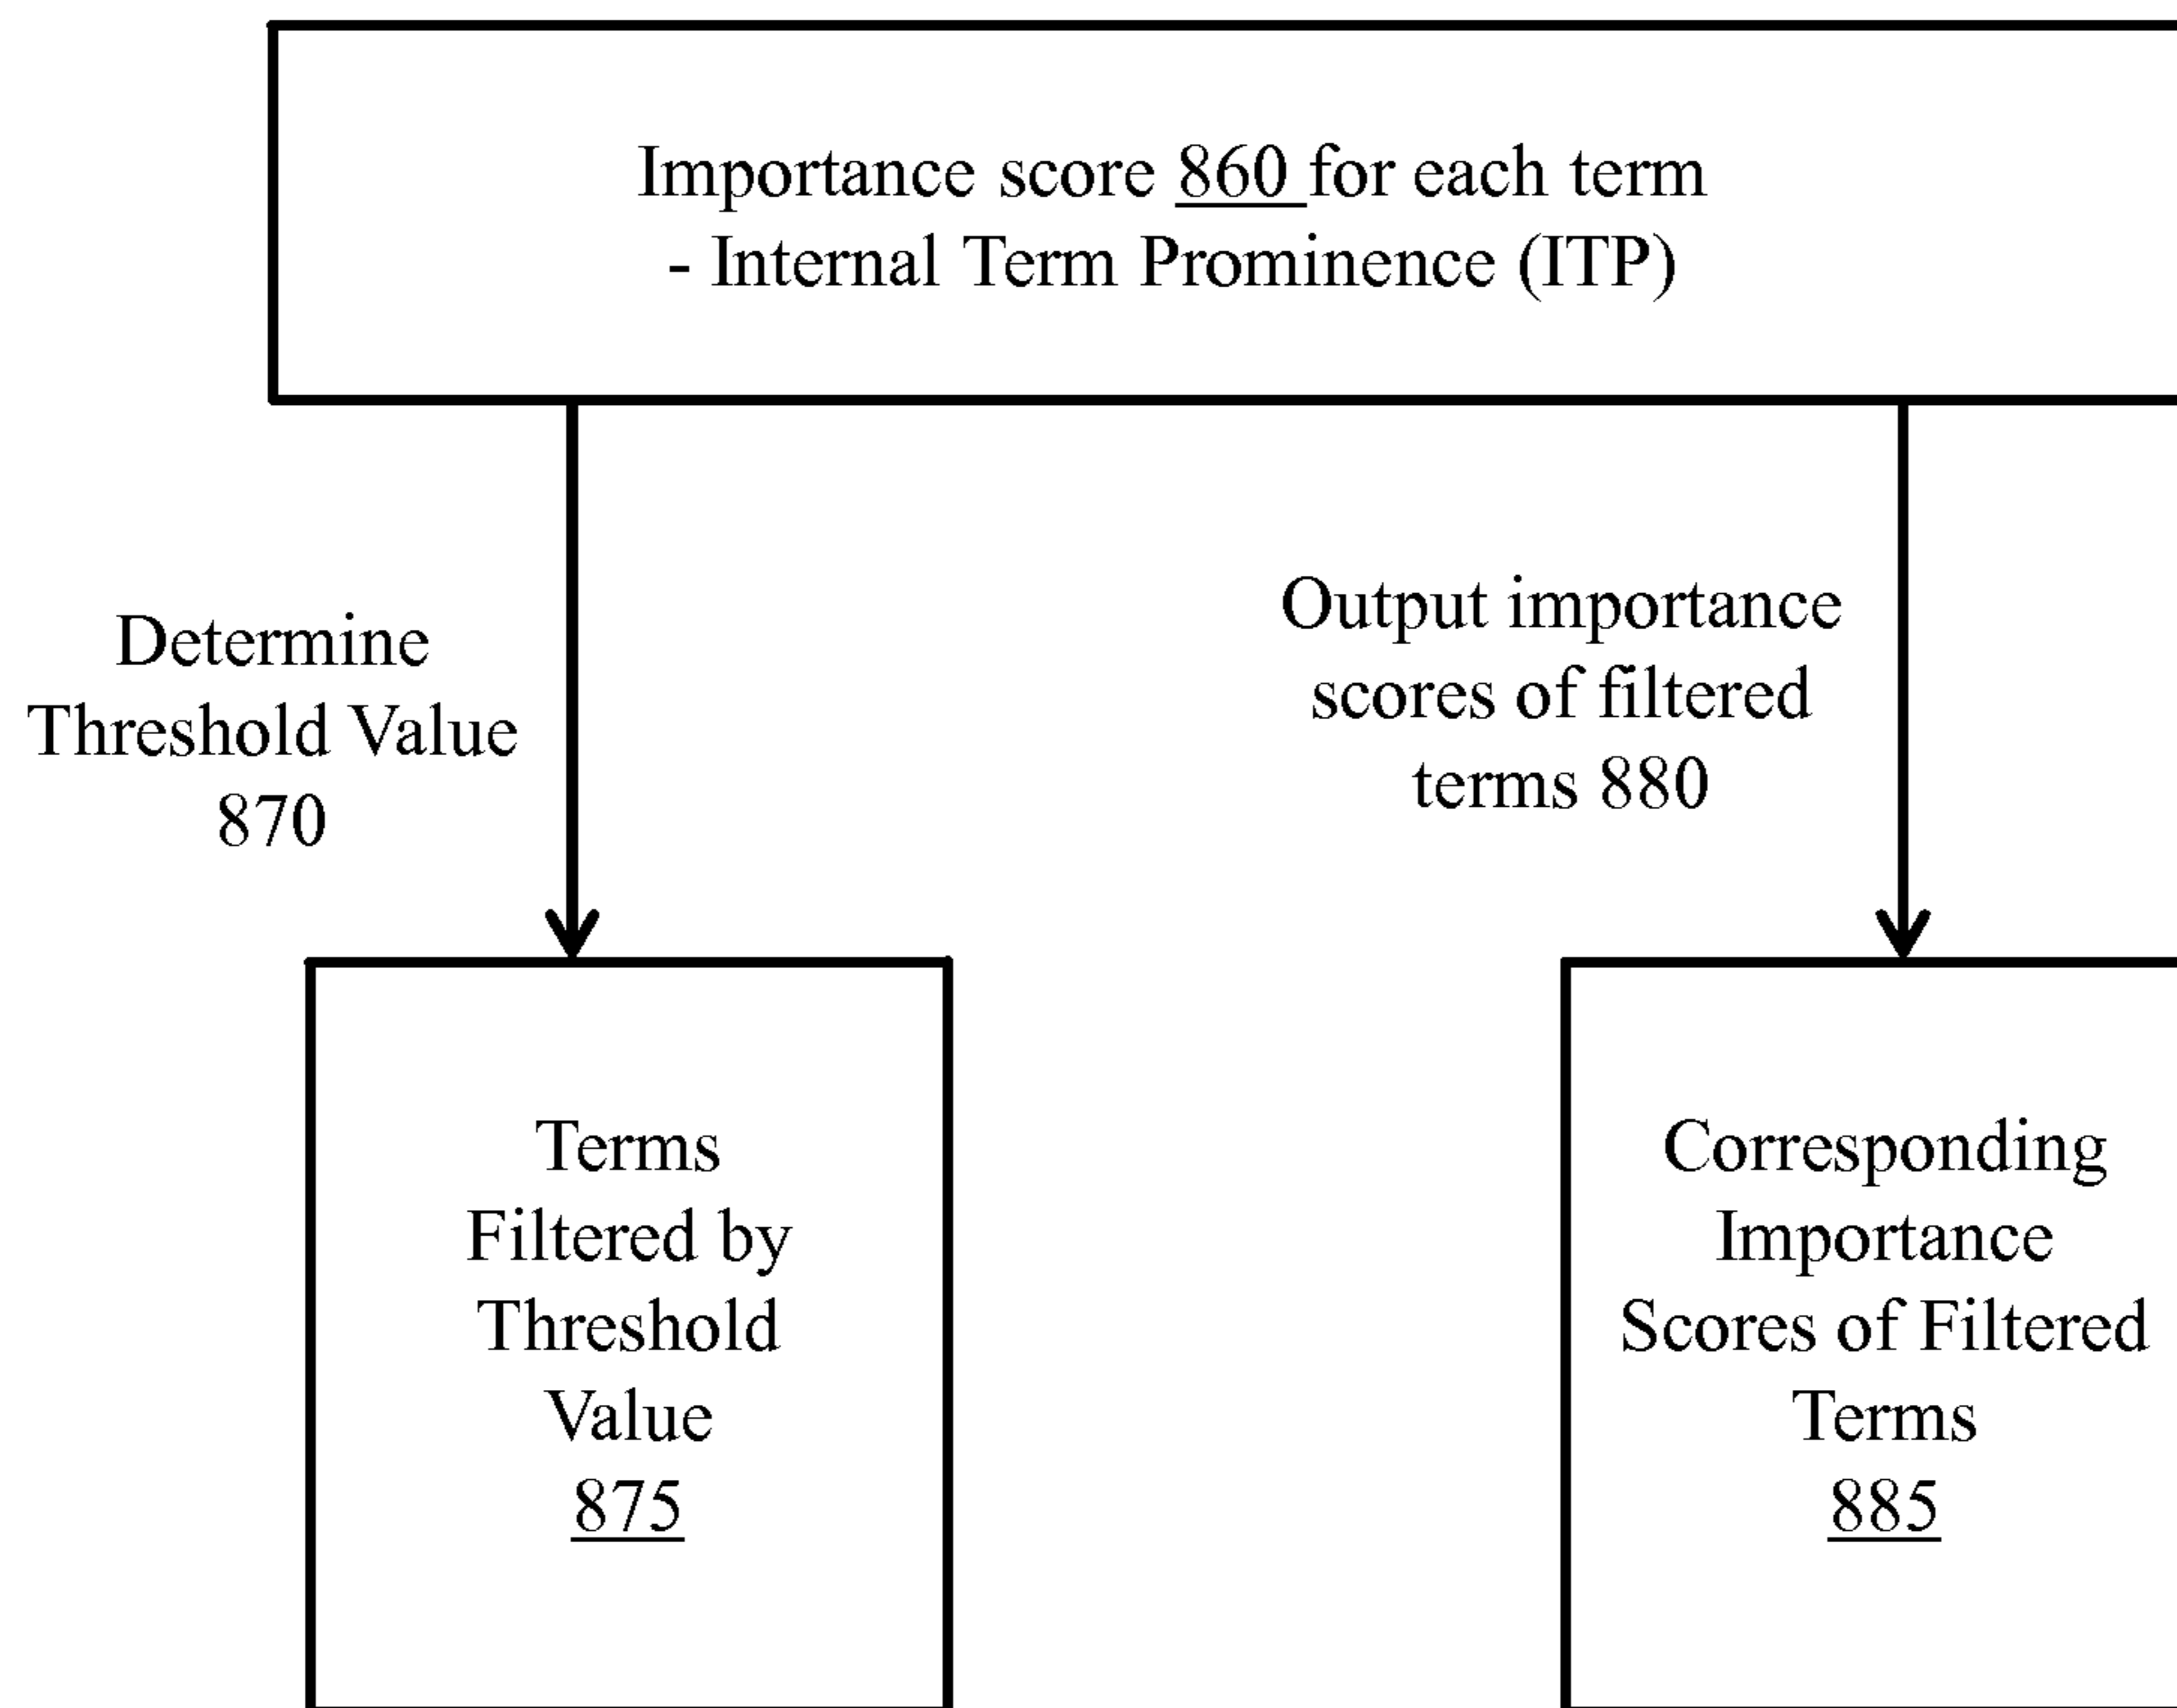 Importance score 860 for each term
- Internal Term Prominence (ITP)
Determine
Threshold Value
870
Output importance
scores of filtered
terms 880
Terms
Filtered by
Threshold
Value
875
Corresponding
Importance
Scores of Filtered
Terms
885